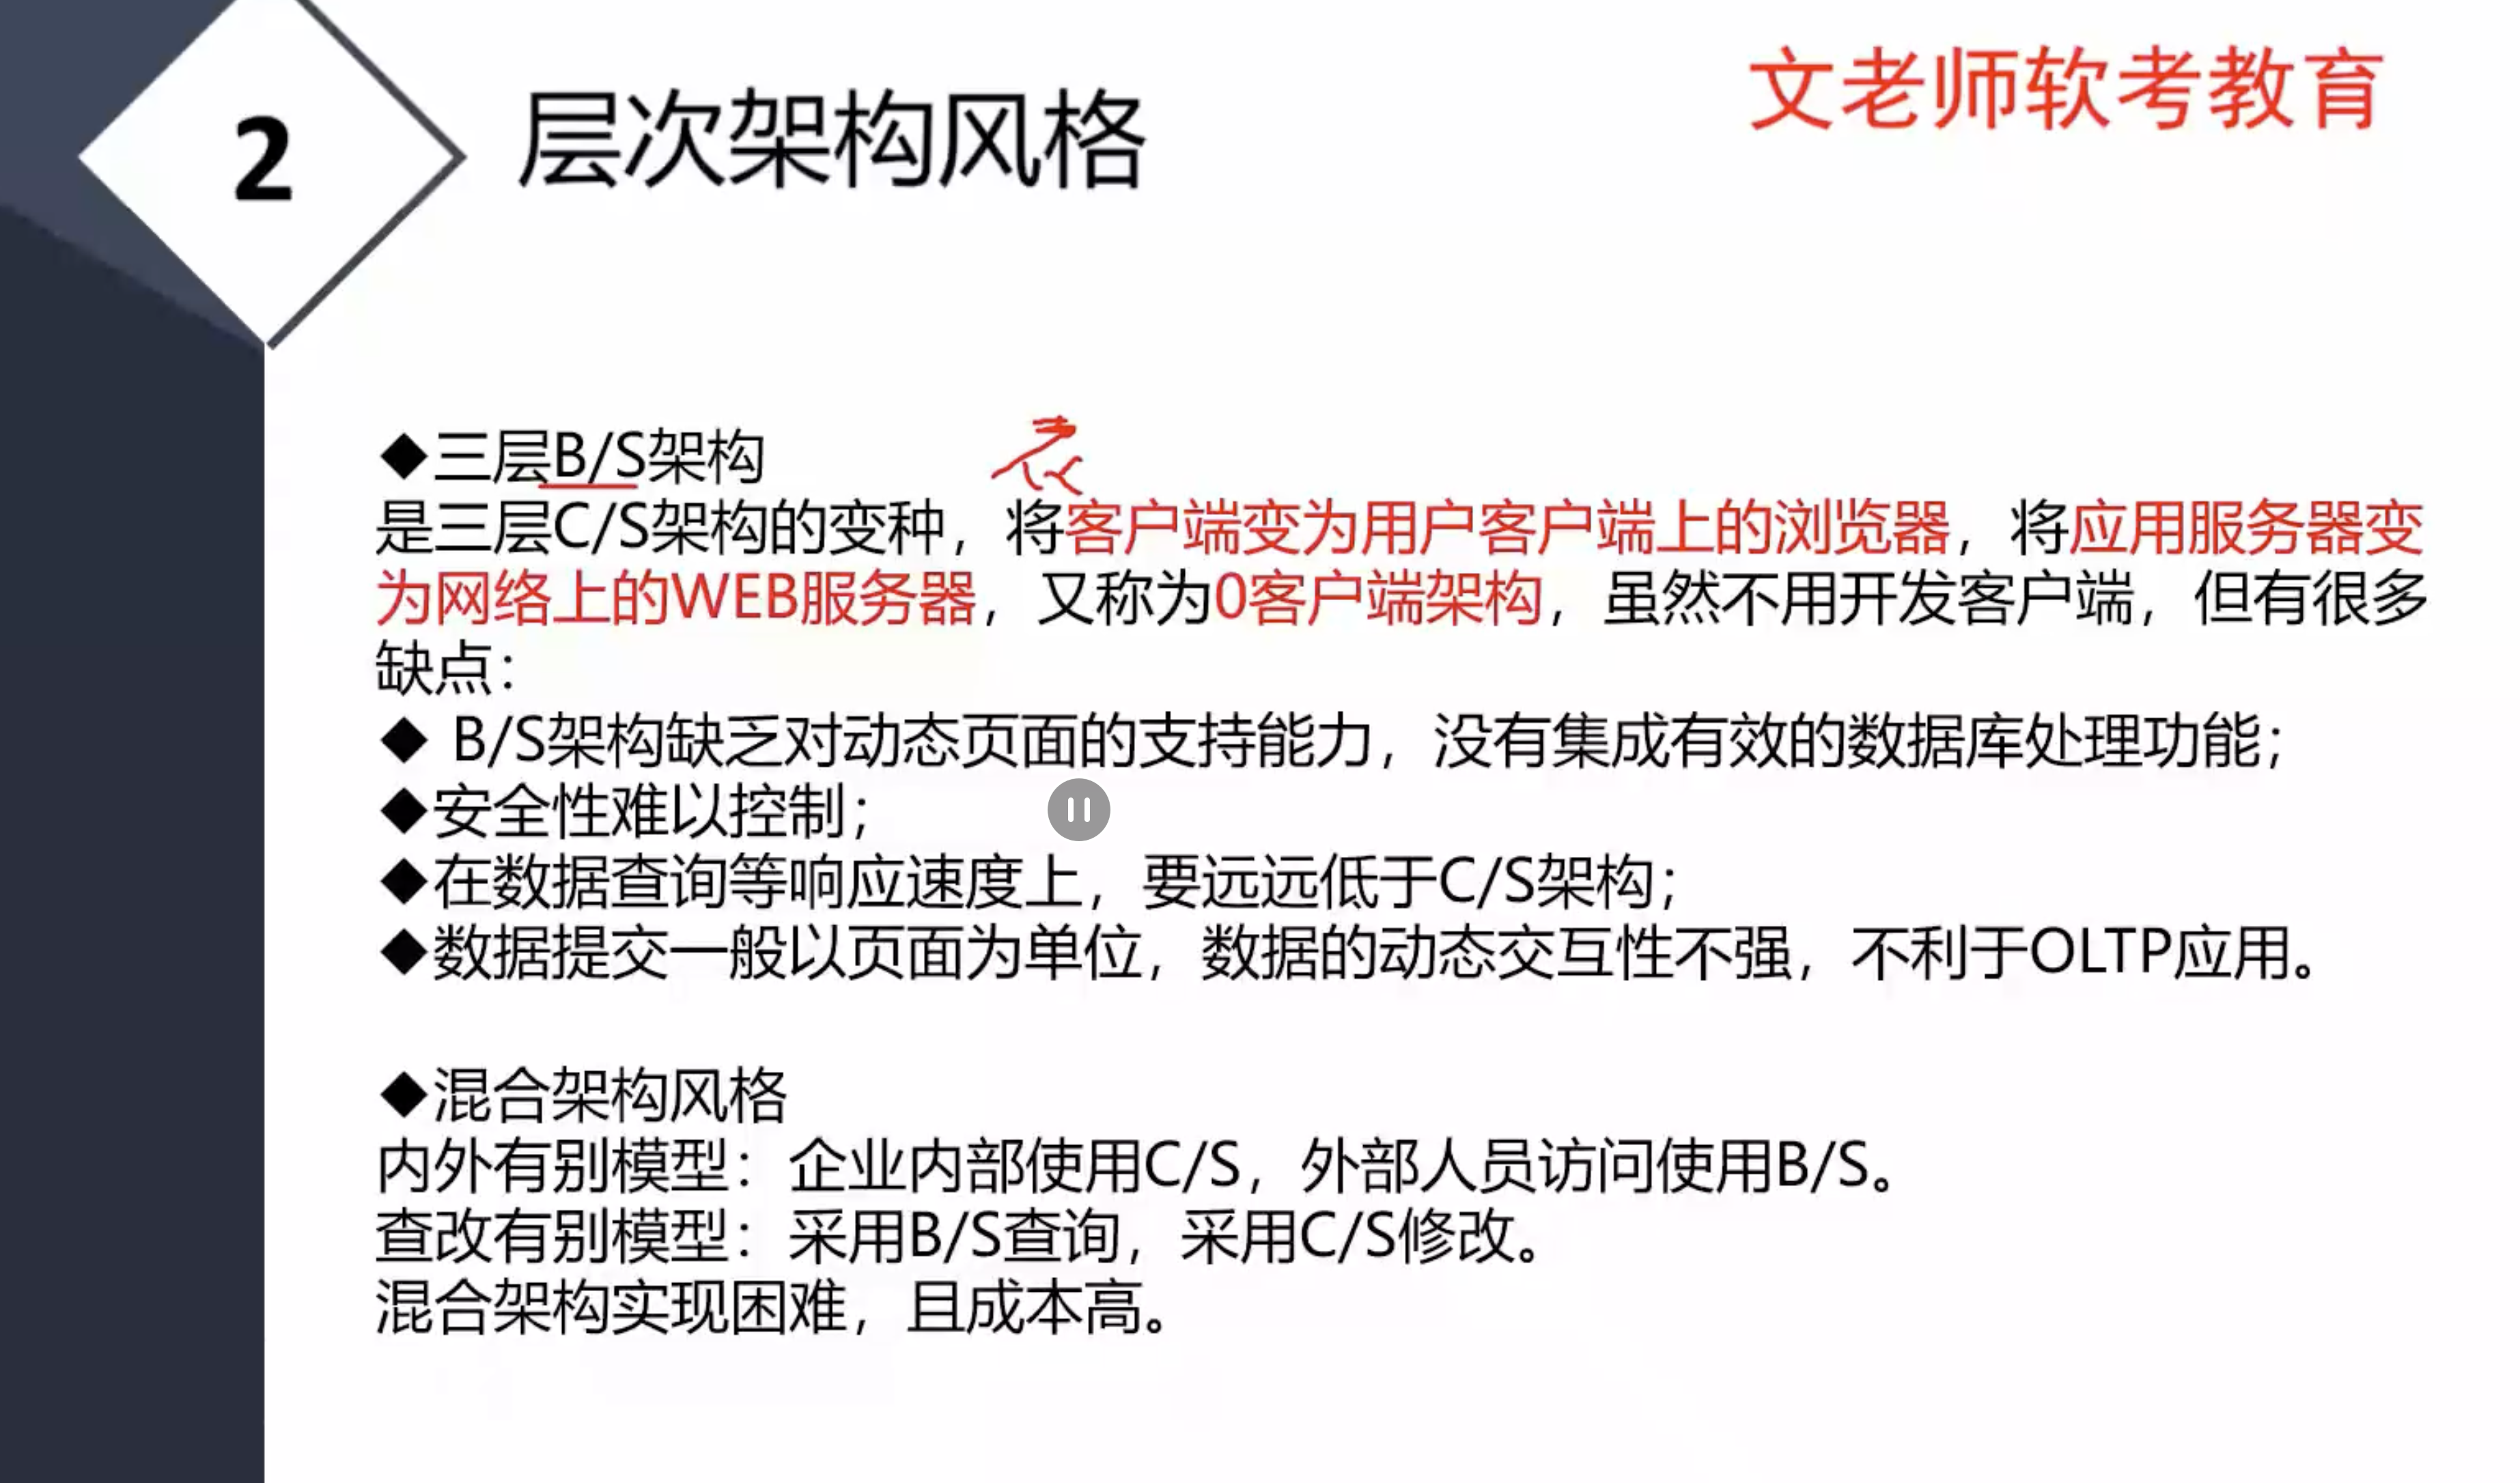 文老师软考教育
2
层次架构风格
◆三层B/S架构
是三层C/S架构的变种，将客户端变为用户客户端上的浏览器，将应用服务器变
为网络上的WEB服务器，又称为0客户端架构，虽然不用开发客户端，但有很多
缺点：
◆ B/S架构缺乏对动态页面的支持能力，没有集成有效的数据库处理功能；
◆安全性难以控制；
◆在数据查询等响应速度上，要远远低于C/S架构；
◆数据提交一般以页面为单位，数据的动态交互性不强，不利于OLTP应用。
◆混合架构风格
内外有别模型：企业内部使用C/S，外部人员访问使用B/S。
查改有别模型：采用B/S查询，采用C/S修改。
混合架构实现困难，且成本高。